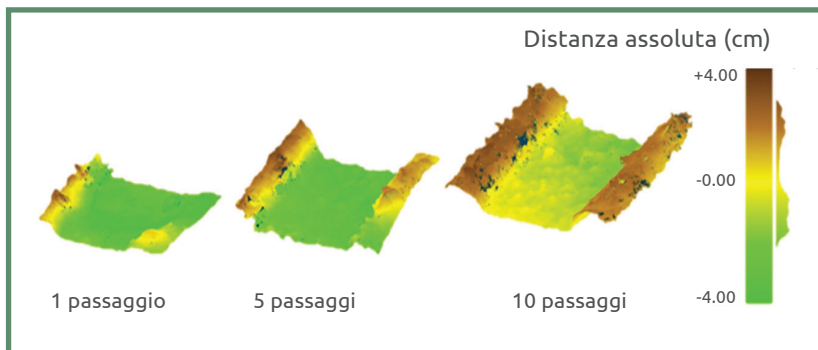 Distanza assoluta (cm)
+4.00
-0.00
-4.00
1 passaggio
5 passaggi
10 passaggi